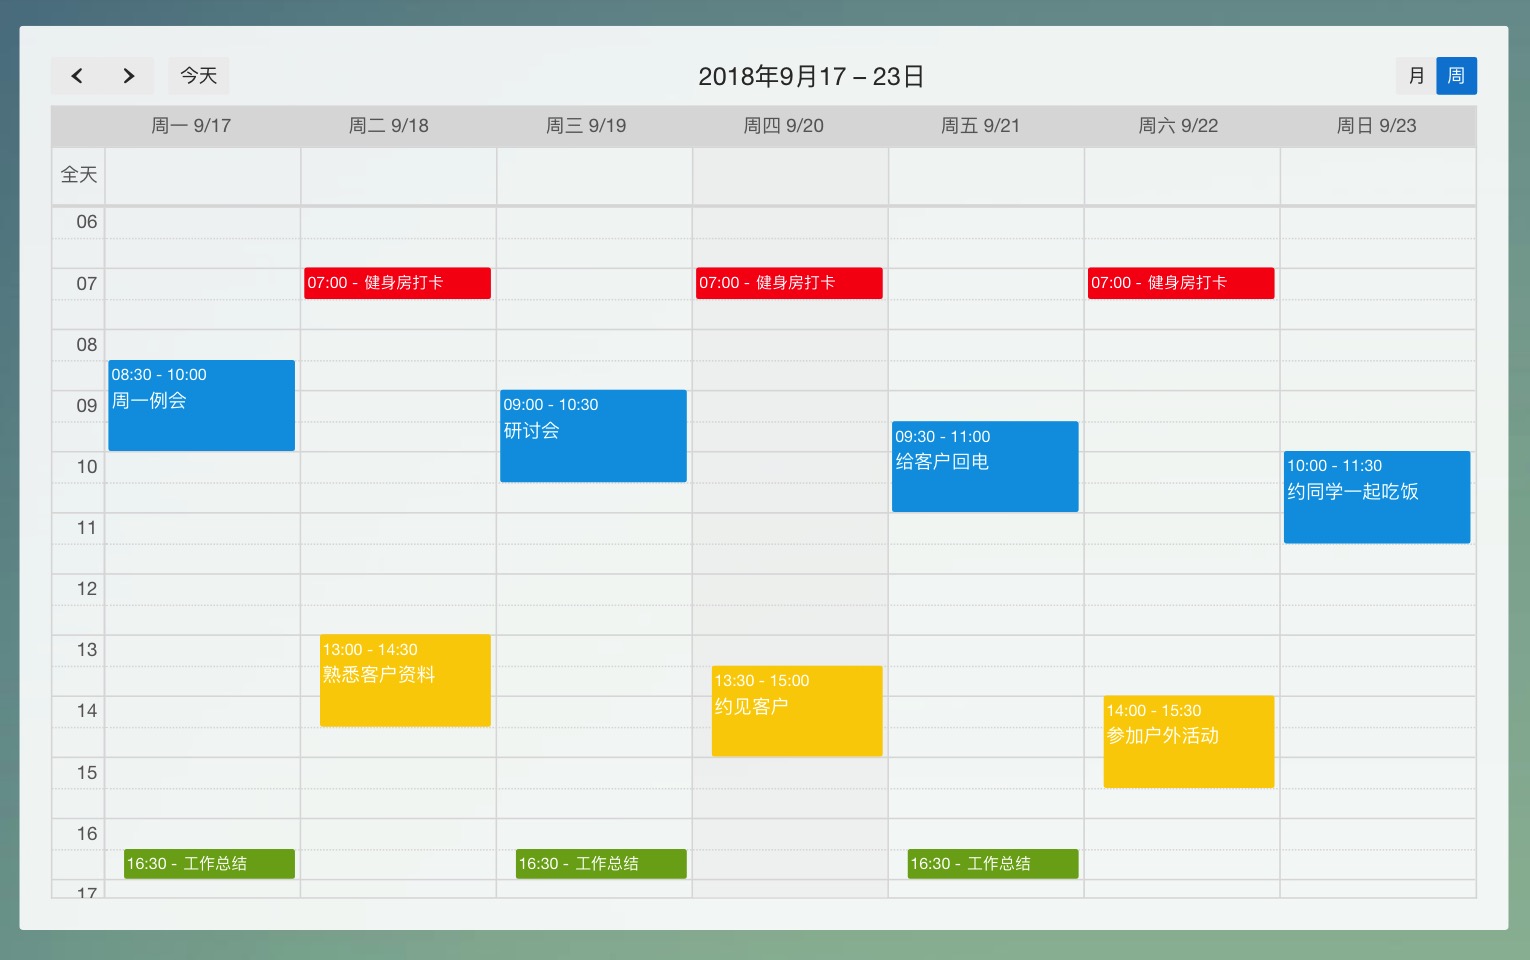 今天
2018年9月17 – 23日
月 周
周一 9/17 周二 9/18 周三 9/19 周四 9/20 周五 9/21 周六 9/22 周日 9/23
全天
06
07
07:00 - 健身房打卡
07:00 - 健身房打卡
07:00 - 健身房打卡
08
08:30 - 10:00
周一例会
09
09:00 - 10:30
研讨会
09:30 - 11:00
给客户回电
10
10:00 - 11:30
约同学一起吃饭
11
12
13
13:00 - 14:30
熟悉客户资料
13:30 - 15:00
约见客户
14
14:00 - 15:30
参加户外活动
15
16
16:30 - 工作总结
16:30 - 工作总结
16:30 - 工作总结
17